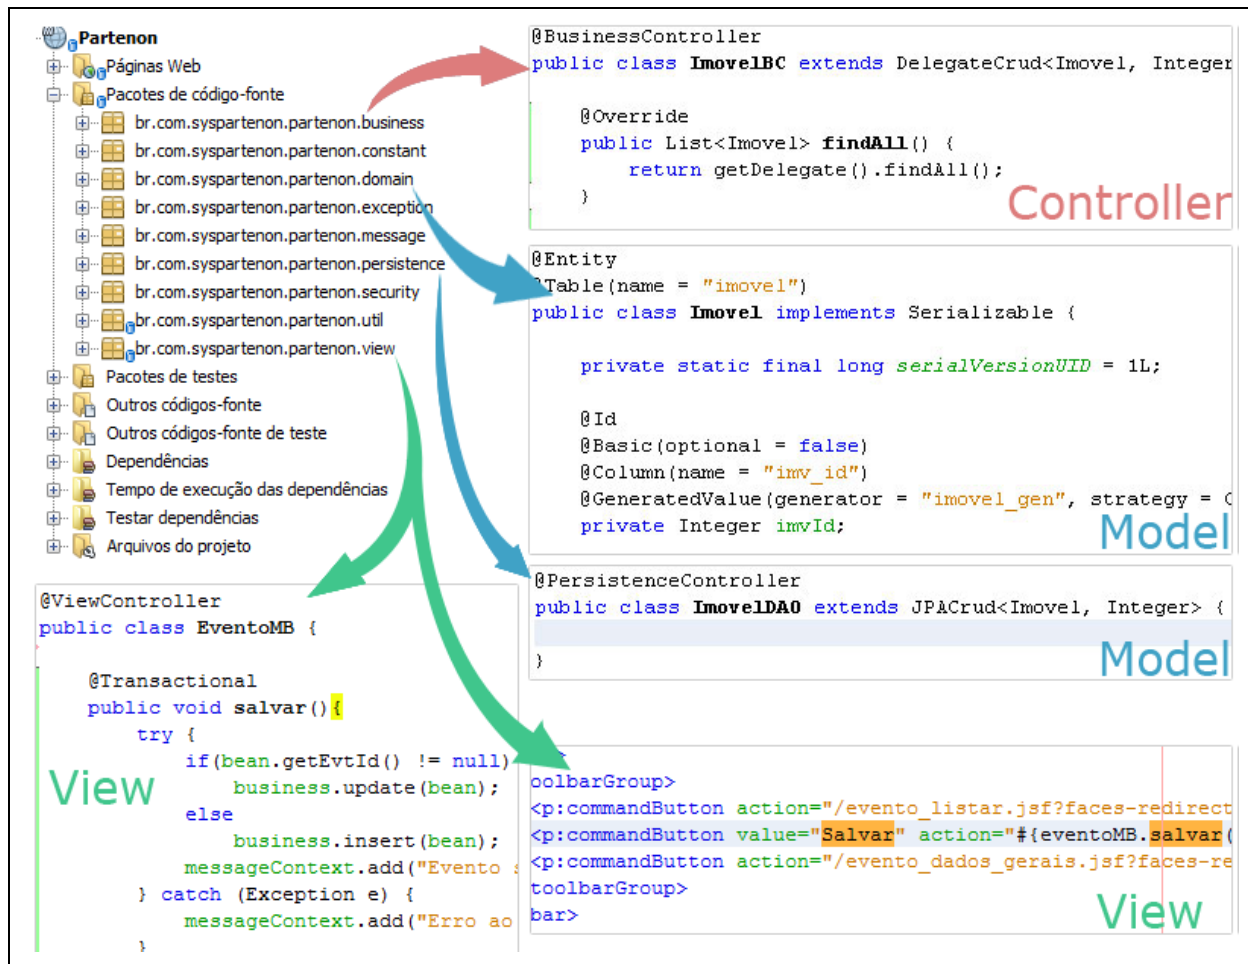 Partenon
Páginas Web
Pacotes de código-fonte
br.com.syspartenon.partenon.business
br.com.syspartenon.partenon.constant
br.com.syspartenon.partenon.domain
br.com.syspartenon.partenon.exception
br.com.syspartenon.partenon.message
br.com.syspartenon.partenon.persistence
br.com.syspartenon.partenon.security
br.com.syspartenon.partenon.util
br.com.syspartenon.partenon.view
Pacotes de testes
Outros códigos-fonte
Outros códigos-fonte de teste
Dependências
Tempo de execução das dependências
Testar dependências
Arquivos do projeto
@BusinessController
public class ImovelBC extends DelegateCrud<Imovel, Integer
@Override
public List<Imovel> findAll() {
return getDelegate().findAll();
}
Controller
@Entity
@Table(name = "imovel")
public class Imovel implements Serializable {
private static final long serialVersionUID = 1L;
@Id
@Basic(optional = false)
@Column(name = "imv_id")
@GeneratedValue(generator = "imovel_gen", strategy =
private Integer imvId;
Model
@PersistenceController
public class ImovelDAO extends JPACrud<Imovel, Integer> {
}
Model
@ViewController
public class EventoMB {
@Transactional
public void salvar(){
try {
if(bean.getEvtId() != null)
business.update(bean);
else
business.insert(bean);
messageContext.add("Evento
} catch (Exception e) {
messageContext.add("Erro ao
}
View
oolbarGroup>
<p:commandButton action="/evento_listar.jsf?faces-redirect
<p:commandButton value="Salvar" action="#{eventoMB.salvar(
<p:commandButton action="/evento_dados_gerais.jsf?faces-re
toolbarGroup>
bar>
View